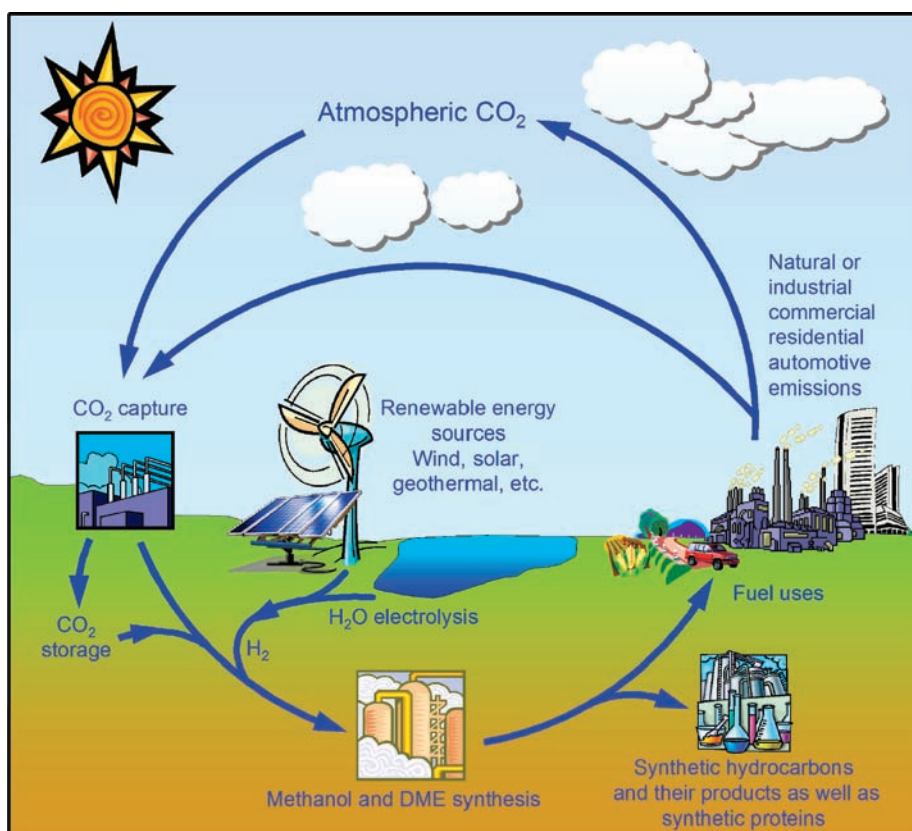 Atmospheric CO₂
Natural or
industrial
commercial
residential
automotive
emissions
CO₂ capture
Renewable energy
sources
Wind, solar,
geothermal, etc.
H₂O electrolysis
Fuel uses
CO₂
storage
H₂
Methanol and DME synthesis
Synthetic hydrocarbons
and their products as well as
synthetic proteins